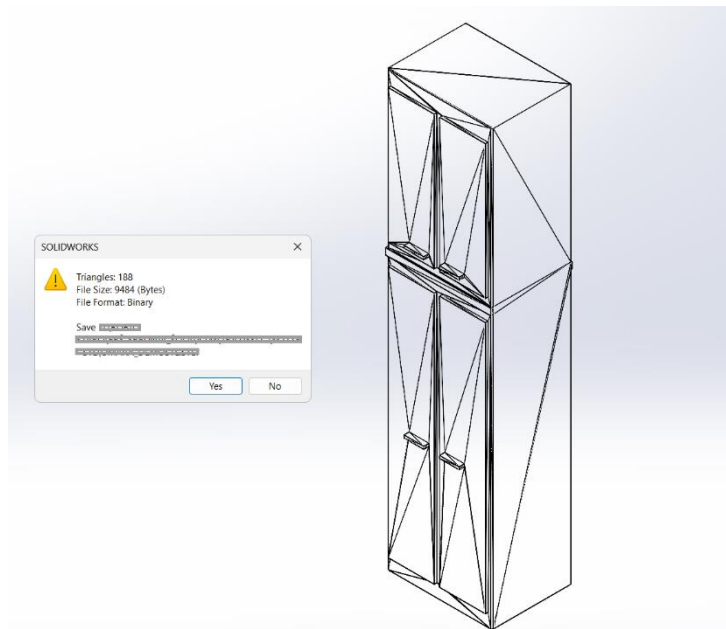 SOLIDWORKS
Triangles: 188
File Size: 9484 (Bytes)
File Format: Binary
Save
Yes
No